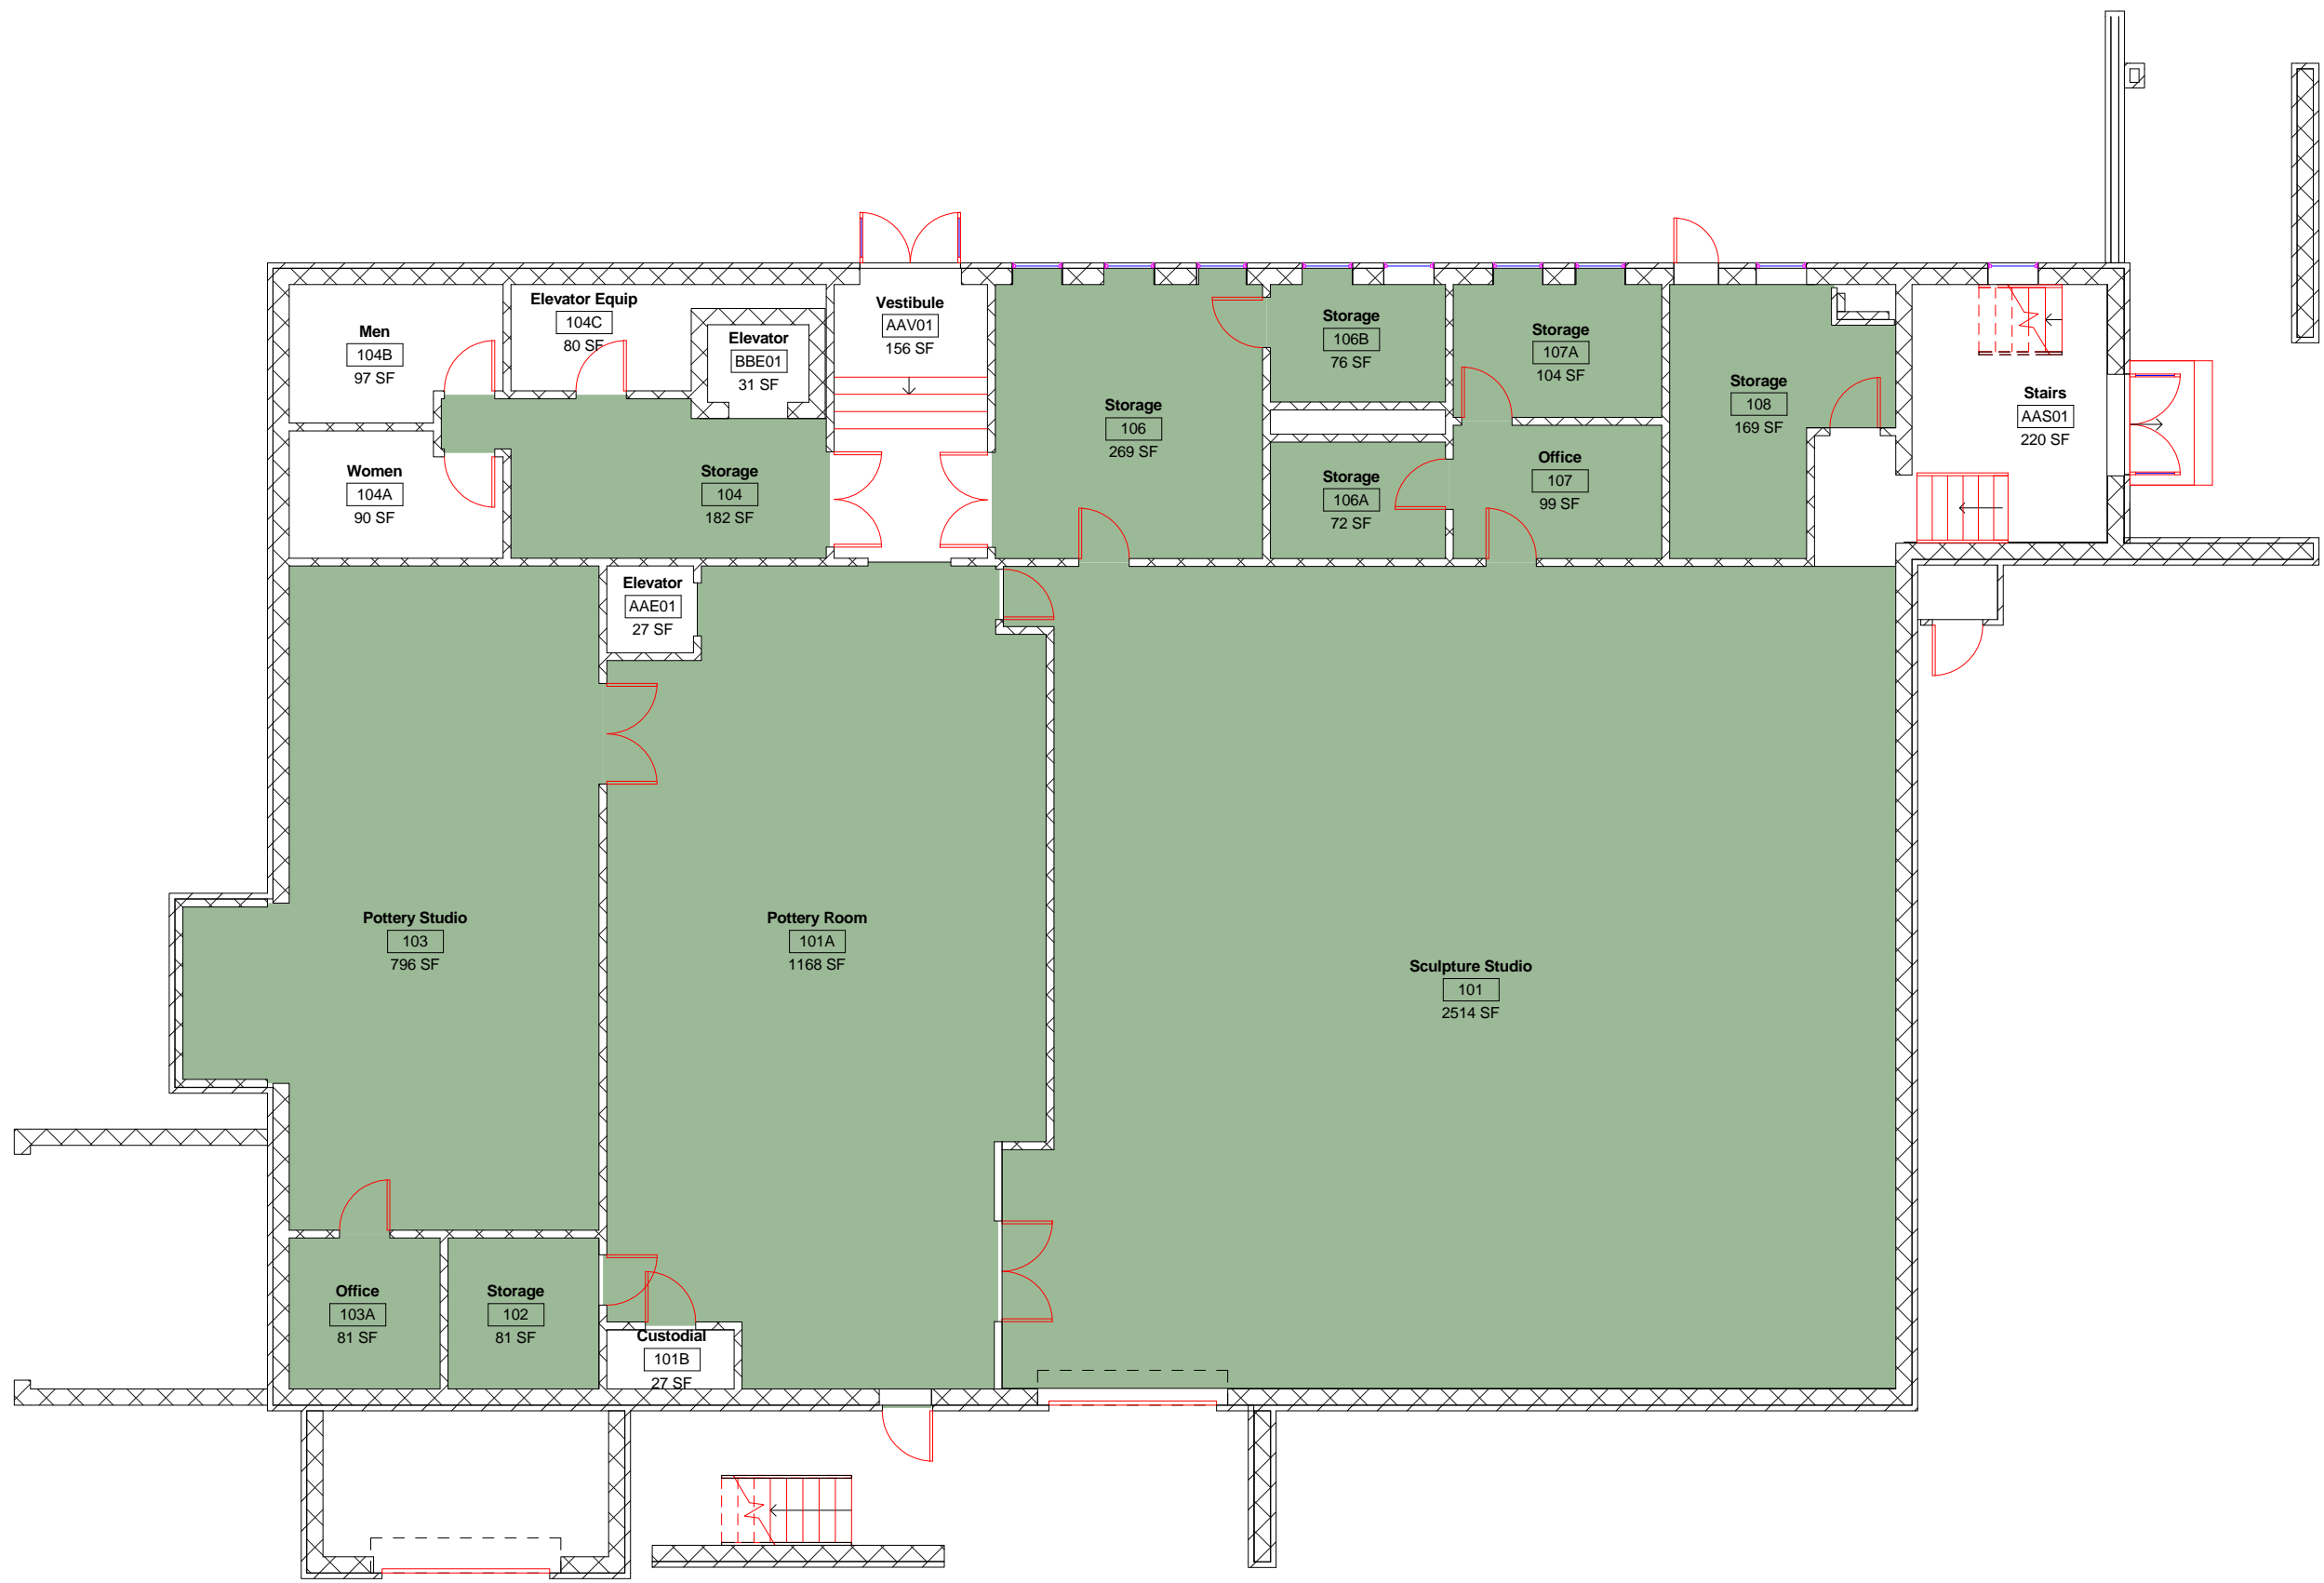 Elevator Equip
104C
80 SF
Vestibule
AAV01
156 SF
Men
104B
97 SF
Elevator
BBE01
31 SF
Storage
106B
76 SF
Storage
107A
104 SF
Storage
106
269 SF
Storage
108
169 SF
Stairs
AAS01
220 SF
Women
104A
90 SF
Storage
104
182 SF
Storage
106A
72 SF
Office
107
99 SF
Elevator
AAE01
27 SF
Pottery Studio
103
796 SF
Pottery Room
101A
1168 SF
Sculpture Studio
101
2514 SF
Office
103A
81 SF
Storage
102
81 SF
Custodial
101B
27 SF